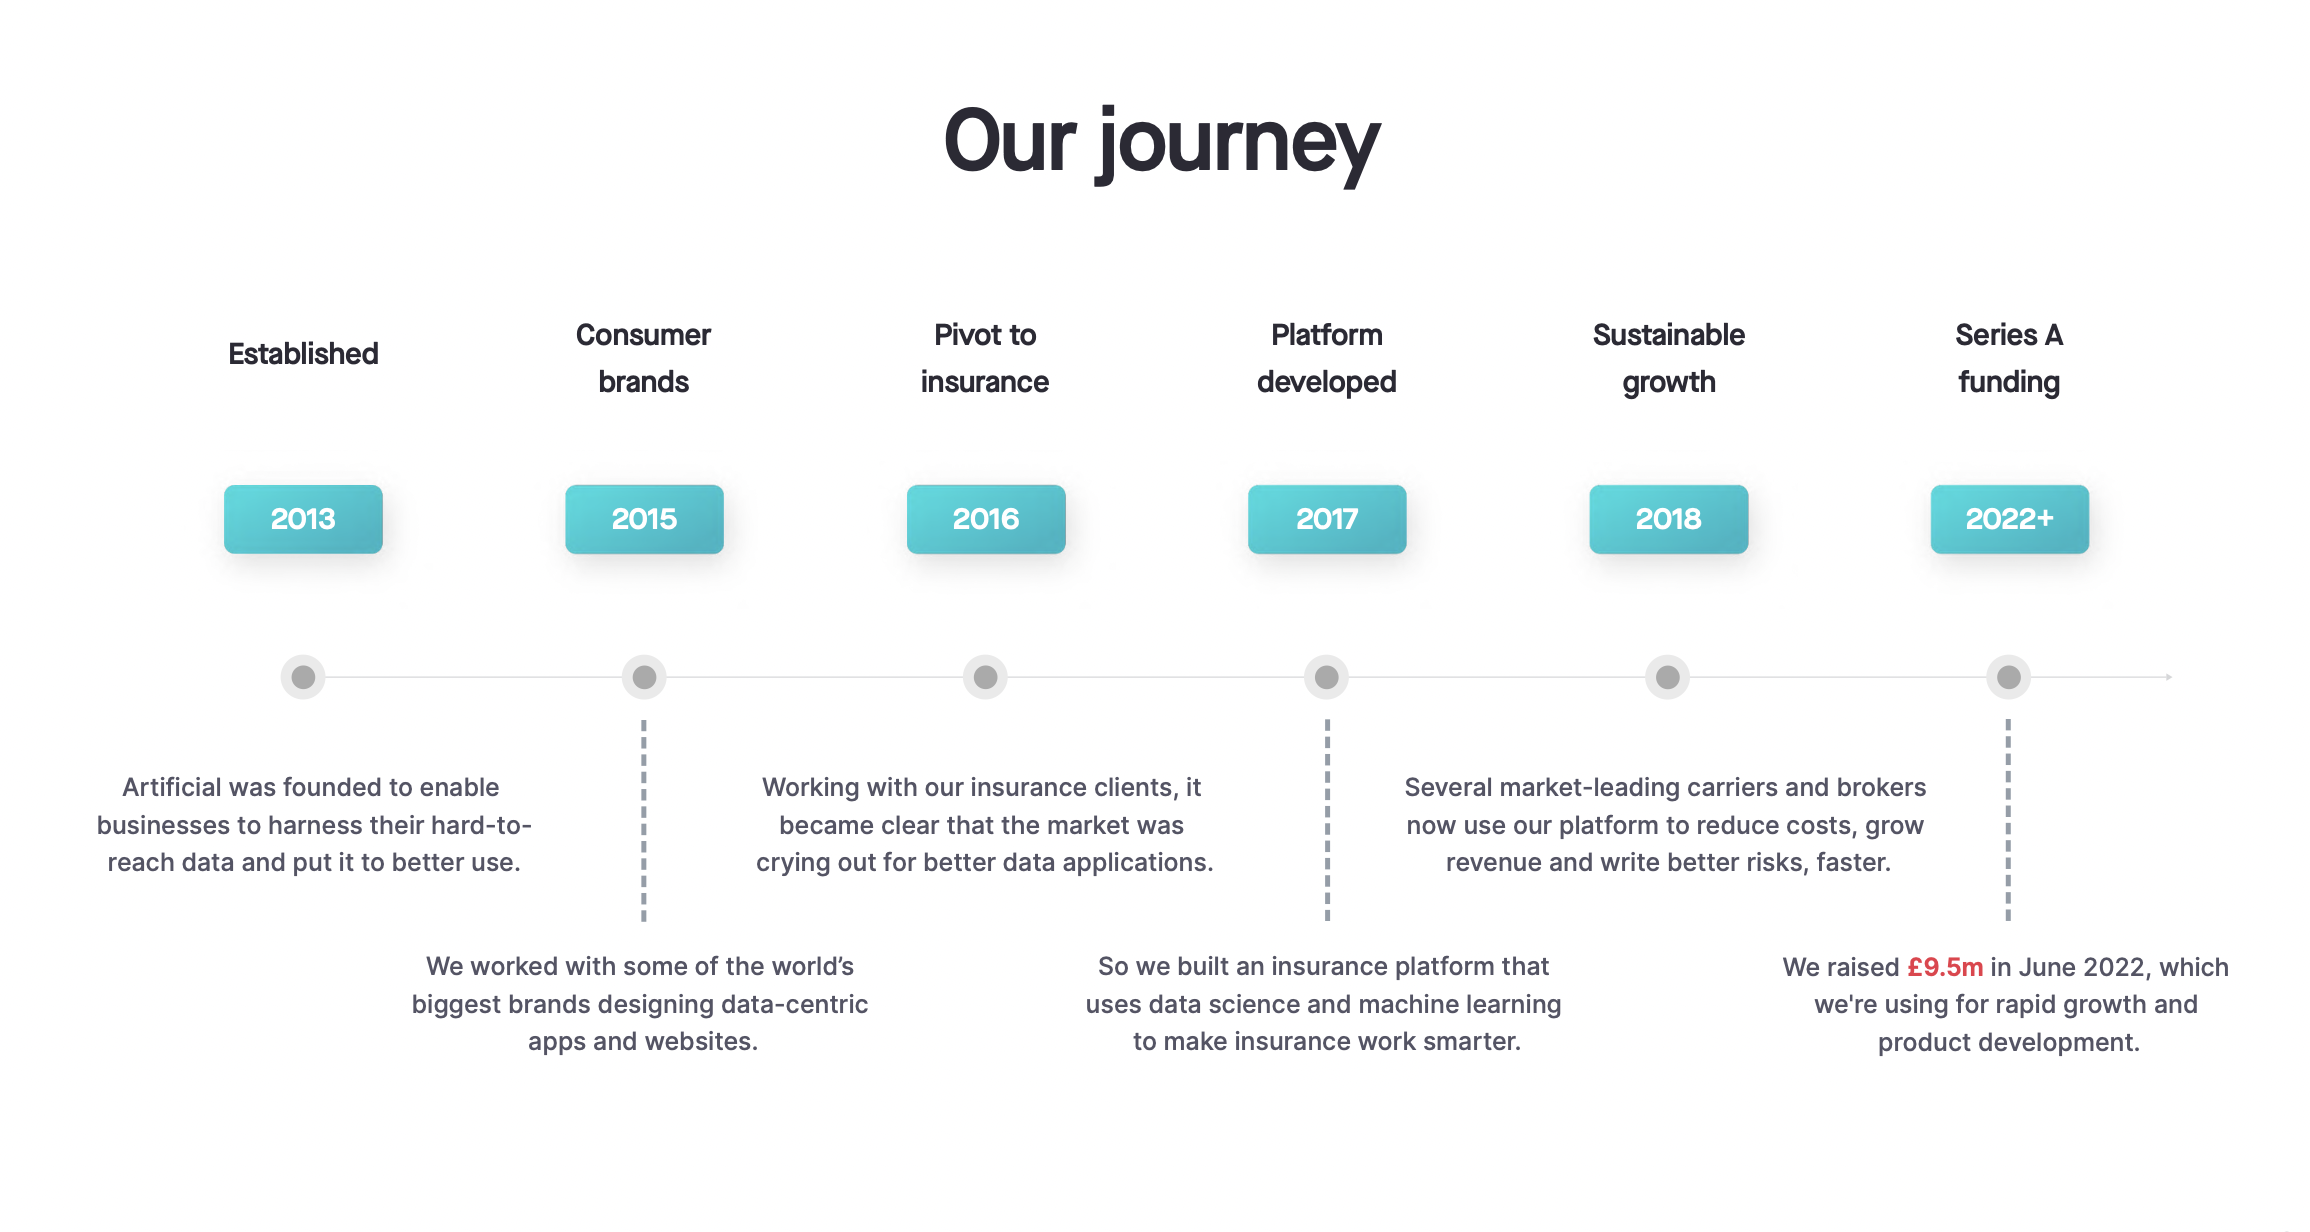 Our journey
Established
Consumer
brands
Pivot to
insurance
Platform
developed
Sustainable
growth
Series A
funding
2013
2015
2016
2017
2018
2022+
Artificial was founded to enable
businesses to harness their hard-to-
reach data and put it to better use.
We worked with some of the world’s
biggest brands designing data-centric
apps and websites.
Working with our insurance clients, it
became clear that the market was
crying out for better data applications.
So we built an insurance platform that
uses data science and machine learning
to make insurance work smarter.
Several market-leading carriers and brokers
now use our platform to reduce costs, grow
revenue and write better risks, faster.
We raised £9.5m in June 2022, which
we're using for rapid growth and
product development.